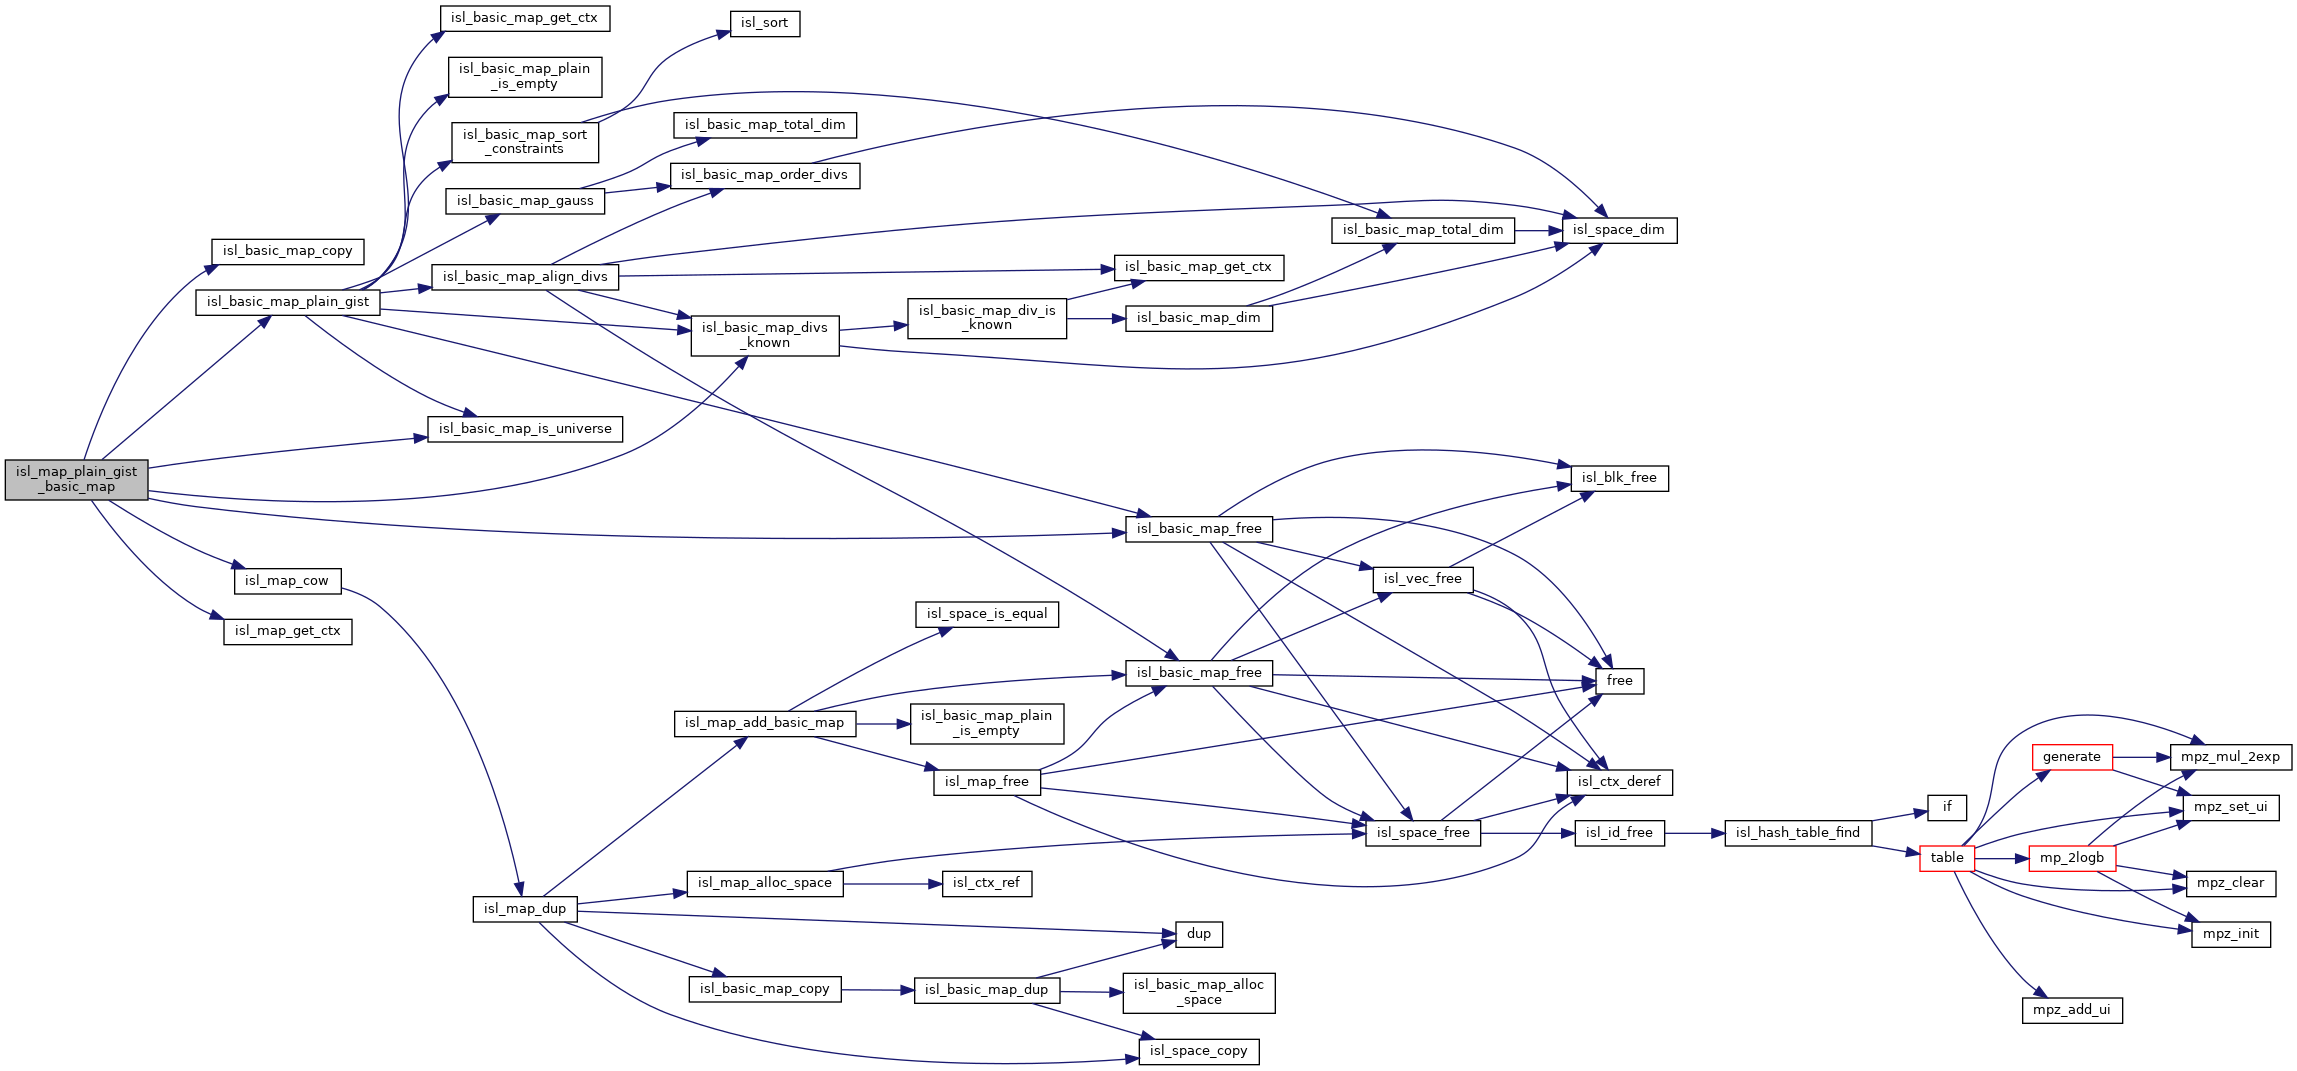 isl_map_plain_gist
_basic_map
isl_basic_map_copy
isl_basic_map_plain_gist
isl_map_cow
isl_map_get_ctx
isl_basic_map_get_ctx
isl_basic_map_plain
_is_empty
isl_basic_map_sort
_constraints
isl_basic_map_gauss
isl_basic_map_align_divs
isl_basic_map_is_universe
isl_map_dup
isl_sort
isl_basic_map_total_dim
isl_basic_map_order_divs
isl_basic_map_divs
_known
isl_map_add_basic_map
isl_map_alloc_space
isl_basic_map_copy
isl_basic_map_div_is
_known
isl_space_is_equal
isl_basic_map_plain
_is_empty
isl_map_free
isl_ctx_ref
isl_basic_map_dup
isl_basic_map_get_ctx
isl_basic_map_dim
isl_basic_map_free
isl_basic_map_free
dup
isl_basic_map_alloc
_space
isl_space_copy
isl_basic_map_total_dim
isl_vec_free
isl_space_free
isl_space_dim
isl_blk_free
free
isl_ctx_deref
isl_id_free
isl_hash_table_find
if
table
generate
mp_2logb
mpz_add_ui
mpz_mul_2exp
mpz_set_ui
mpz_clear
mpz_init